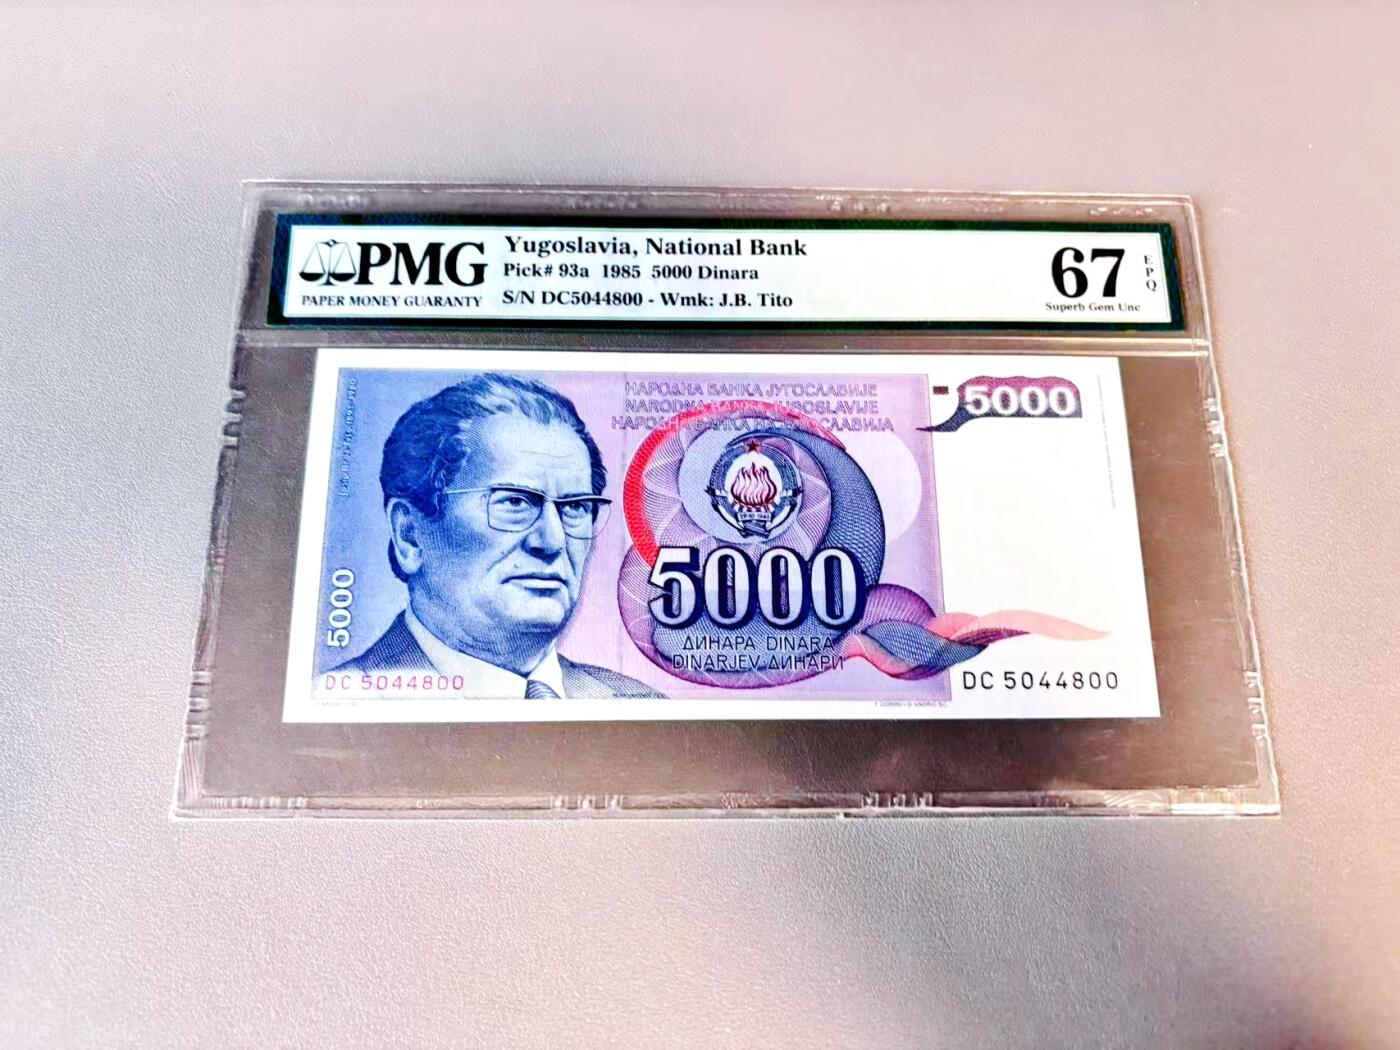 PMG
PAPER MONEY GUARANTY
Yugoslavia, National Bank
Pick# 93a 1985 5000 Dinara
S/N DC5044800 - Wmk: J.B. Tito
67
EPQ
Superb Gem Unc
НАРОДНА БАНКА ЈУГОСЛАВИЈЕ
NARODNA BANKA JUGOSLAVIJE
НАРОДНА БАНКА НА ЈУГОСЛАВИЈА
5000
5000
5000
ДИНАРА DINARA
DINARJEV ДИНАРИ
DC 5044800
DC 5044800